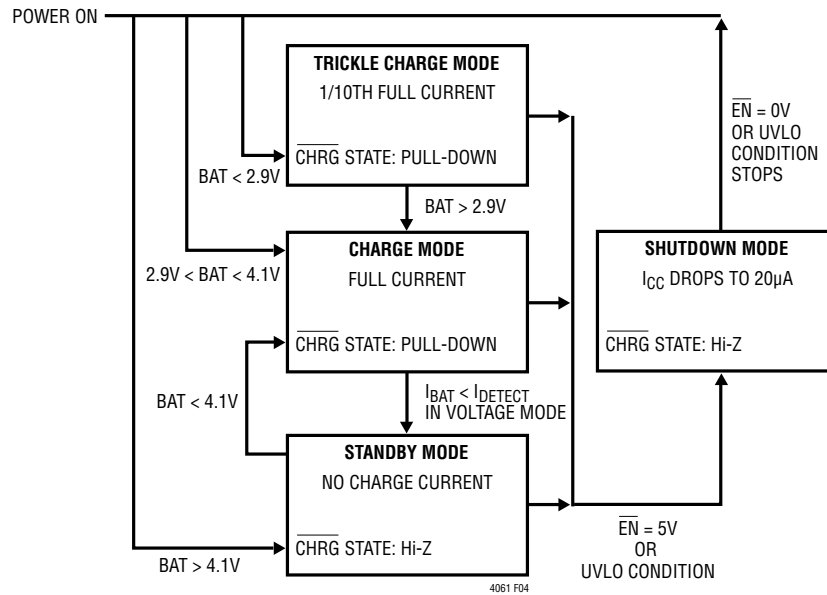 POWER ON
TRICKLE CHARGE MODE
1/10TH FULL CURRENT
CHRG STATE: PULL-DOWN
BAT < 2.9V
BAT > 2.9V
CHARGE MODE
FULL CURRENT
CHRG STATE: PULL-DOWN
2.9V < BAT < 4.1V
BAT < 4.1V
IBAT < IDETECT
IN VOLTAGE MODE
STANDBY MODE
NO CHARGE CURRENT
CHRG STATE: Hi-Z
BAT > 4.1V
EN = 0V
OR UVLO
CONDITION
STOPS
SHUTDOWN MODE
ICC DROPS TO 20µA
CHRG STATE: Hi-Z
EN = 5V
OR
UVLO CONDITION
4061 F04